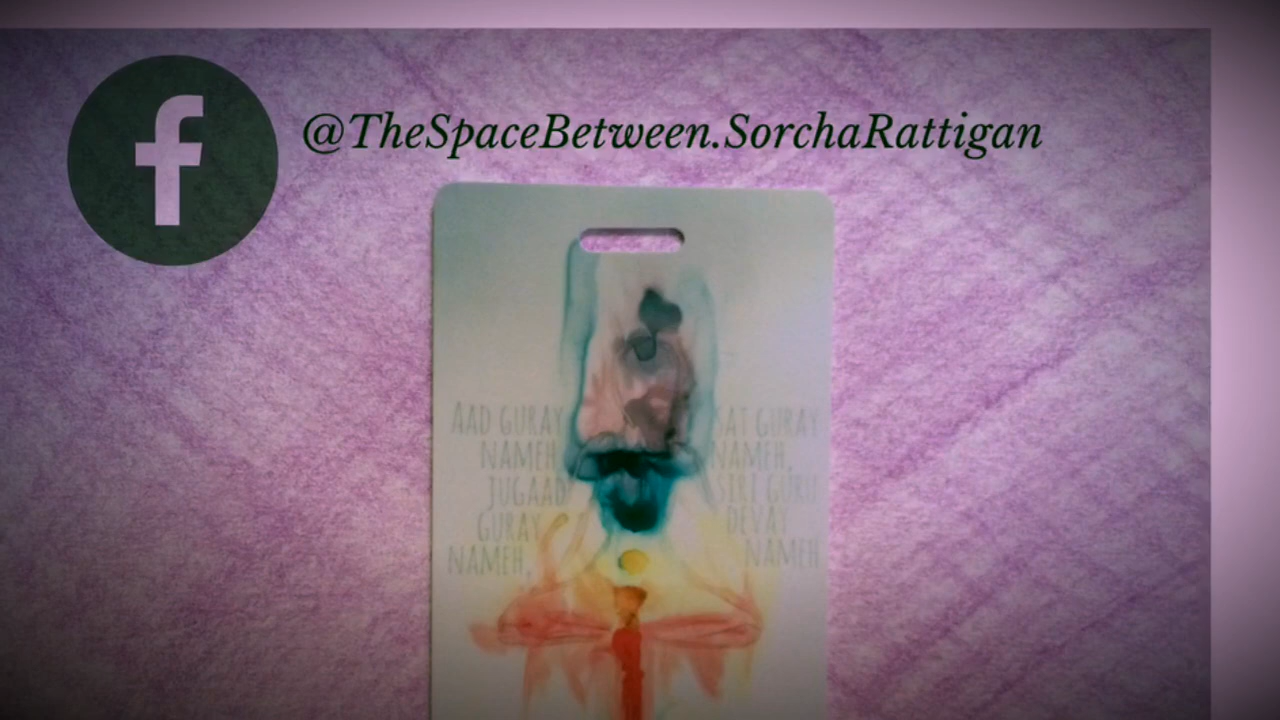 @TheSpaceBetween.SorchaRattigan
AAD GURAY
NAMEH
JUGAAD
GURAY
NAMEH,
SAT GURAY
NAMEH,
SIRI GURU
DEVAY
NAMEH